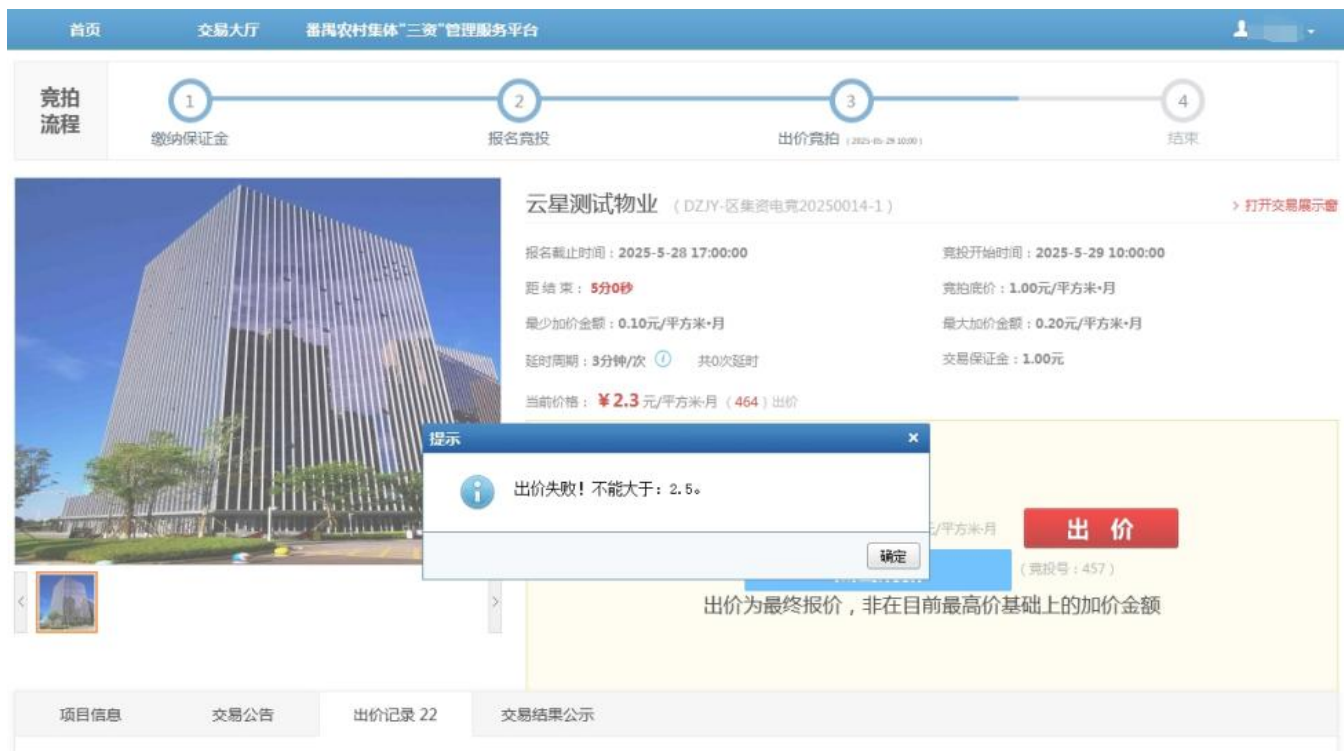 首页 交易大厅 番禺农村集体"三资"管理服务平台
竞拍流程
1 2 3 4
缴纳保证金 报名竞投 出价竞拍 (2025-05-29 10:00) 结束
云星测试物业 (DZJY-区集资电竞20250014-1) > 打开交易展示窗
报名截止时间:2025-5-28 17:00:00 竞投开始时间:2025-5-29 10:00:00
距 结 束: 5分0秒 竞拍底价:1.00元/平方米•月
最少加价金额:0.10元/平方米•月 最大加价金额:0.20元/平方米•月
延时周期:3分钟/次 共0次延时 交易保证金:1.00元
当前价格: ¥2.3 元/平方米·月 (464)出价
提示 ×
出价失败!不能大于: 2.5。
确定
元/平方米·月 出 价
(竞投号:457)
出价为最终报价,非在目前最高价基础上的加价金额
项目信息 交易公告 出价记录 22 交易结果公示